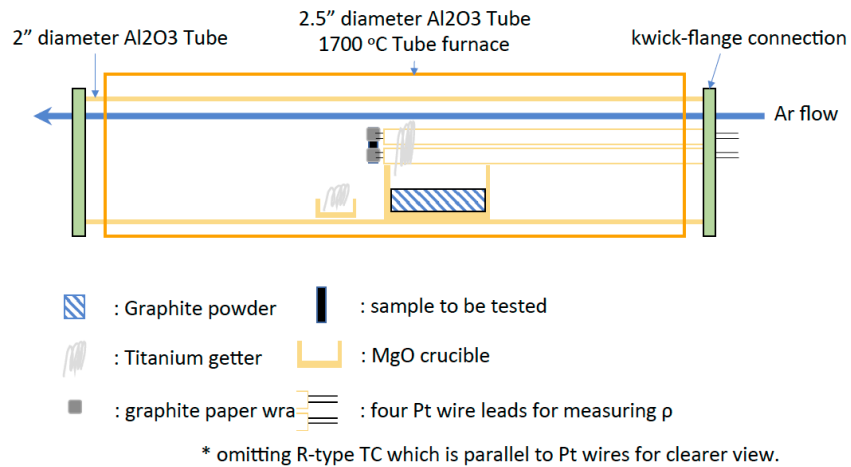 2.5” diameter Al2O3 Tube
1700 ºC Tube furnace
2” diameter Al2O3 Tube
kwick-flange connection
Ar flow
: Graphite powder
: sample to be tested
: Titanium getter
: MgO crucible
: graphite paper wra
: four Pt wire leads for measuring ρ
* omitting R-type TC which is parallel to Pt wires for clearer view.